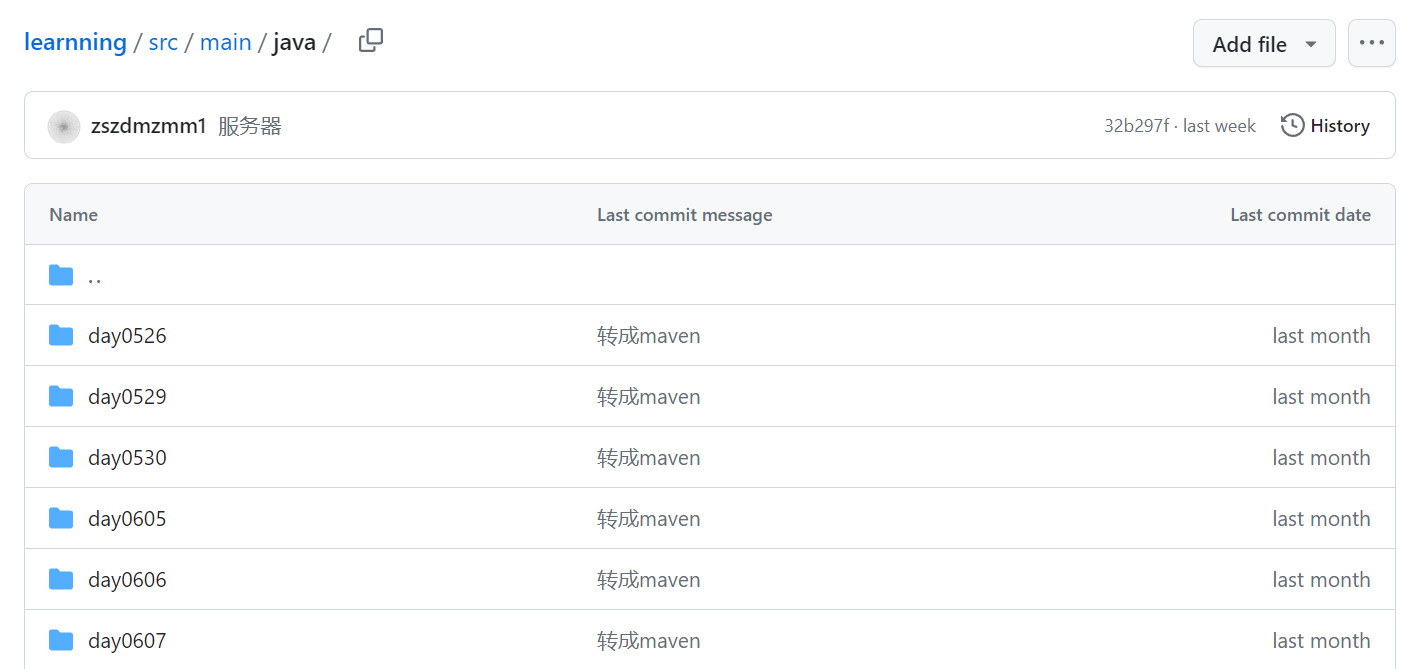 learnning / src / main / java /
Add file
zszdmzmm1 服务器
32b297f · last week
History
Name Last commit message Last commit date
..
day0526 转成maven last month
day0529 转成maven last month
day0530 转成maven last month
day0605 转成maven last month
day0606 转成maven last month
day0607 转成maven last month